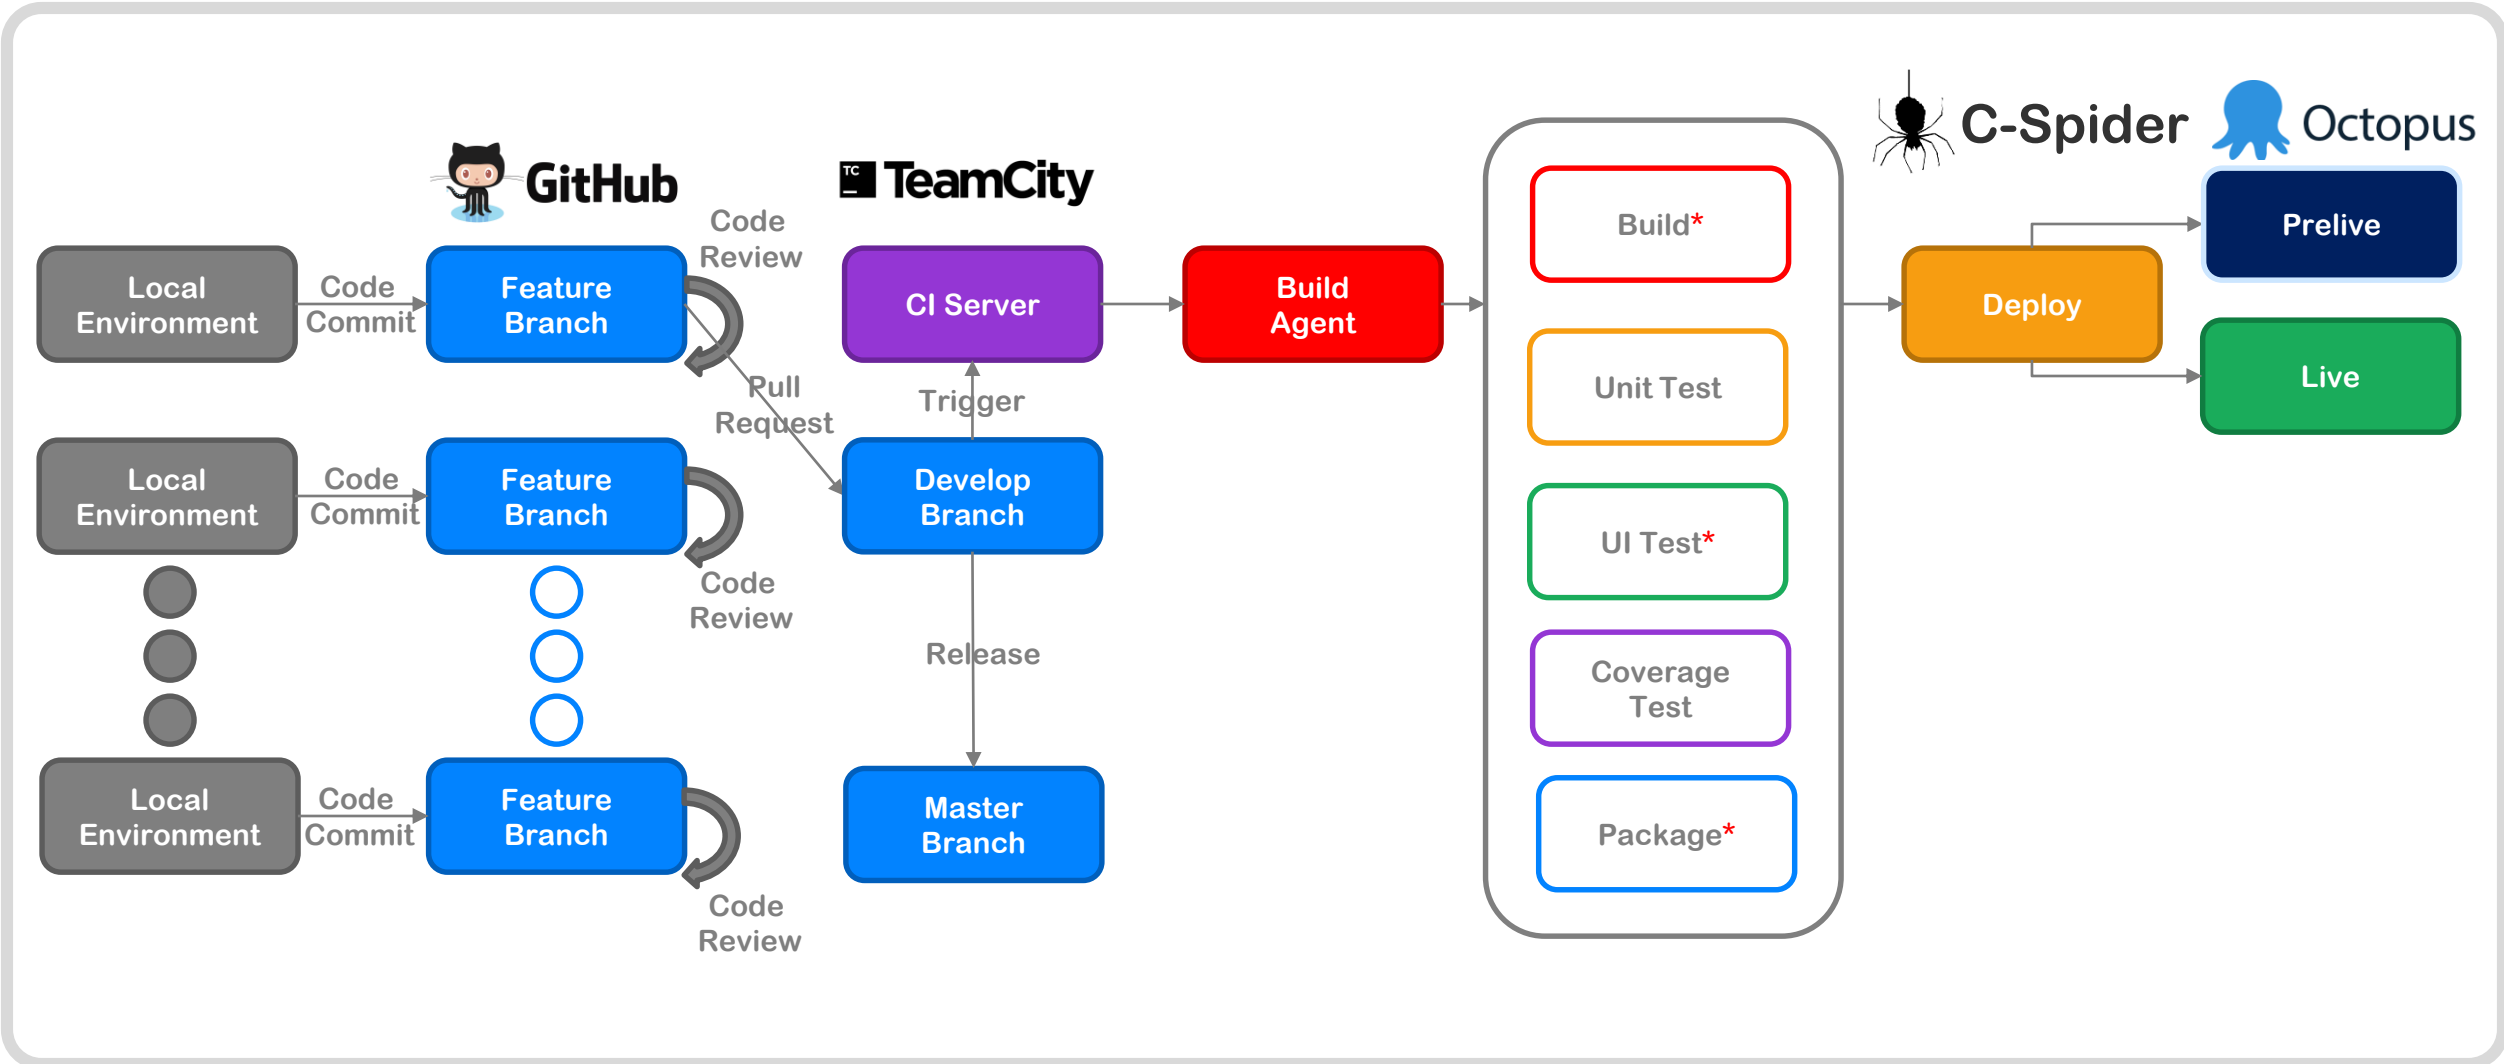 GitHub
TC
TeamCity
C-Spider
Octopus
Local
Environment
Code
Commit
Feature
Branch
Code
Review
Pull
Request
CI Server
Trigger
Build
Agent
Build*
Unit Test
UI Test*
Coverage
Test
Package*
Deploy
Prelive
Live
Local
Environment
Code
Commit
Feature
Branch
Code
Review
Develop
Branch
Release
Master
Branch
Local
Environment
Code
Commit
Feature
Branch
Code
Review